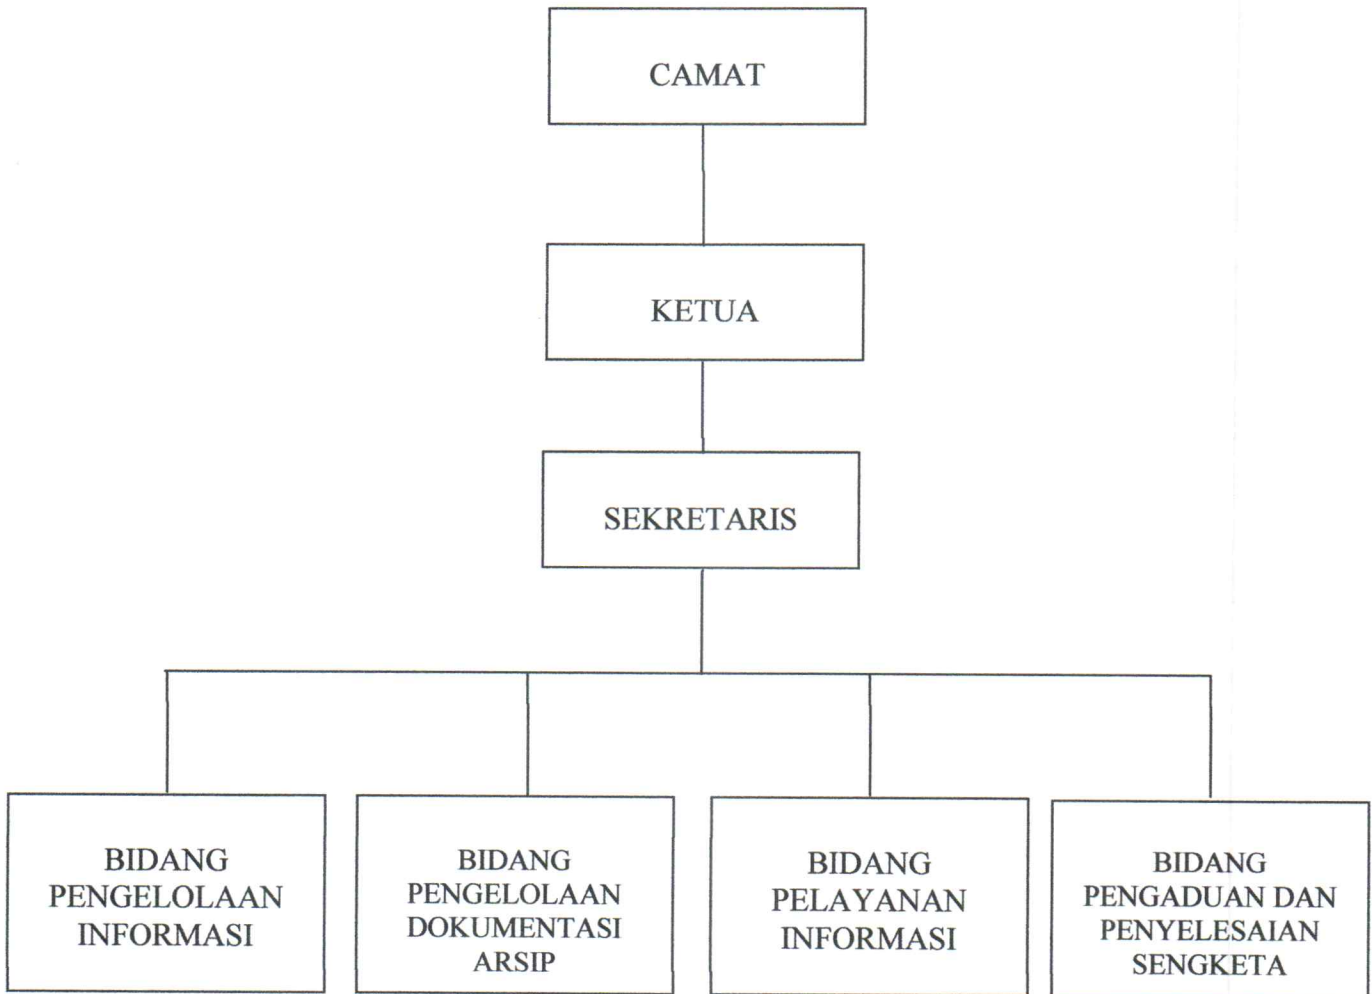 CAMAT
KETUA
SEKRETARIS
BIDANG
PENGELOLAAN
INFORMASI
BIDANG
PENGELOLAAN
DOKUMENTASI
ARSIP
BIDANG
PELAYANAN
INFORMASI
BIDANG
PENGADUAN DAN
PENYELESAIAN
SENGKETA